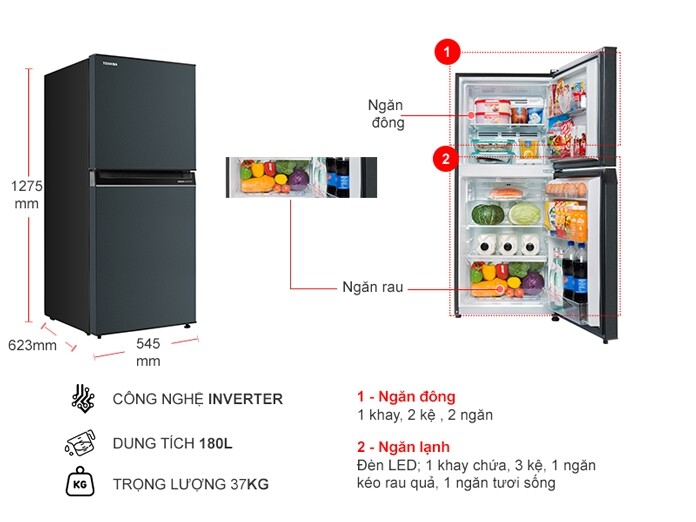 TOSHIBA
1275
mm
623mm
545
mm
1
Ngăn
đông
2
Ngăn rau
CÔNG NGHỆ INVERTER
DUNG TÍCH 180L
KG
TRỌNG LƯỢNG 37KG
1 - Ngăn đông
1 khay, 2 kệ , 2 ngăn
2 - Ngăn lạnh
Đèn LED; 1 khay chứa, 3 kệ, 1 ngăn
kéo rau quả, 1 ngăn tươi sống